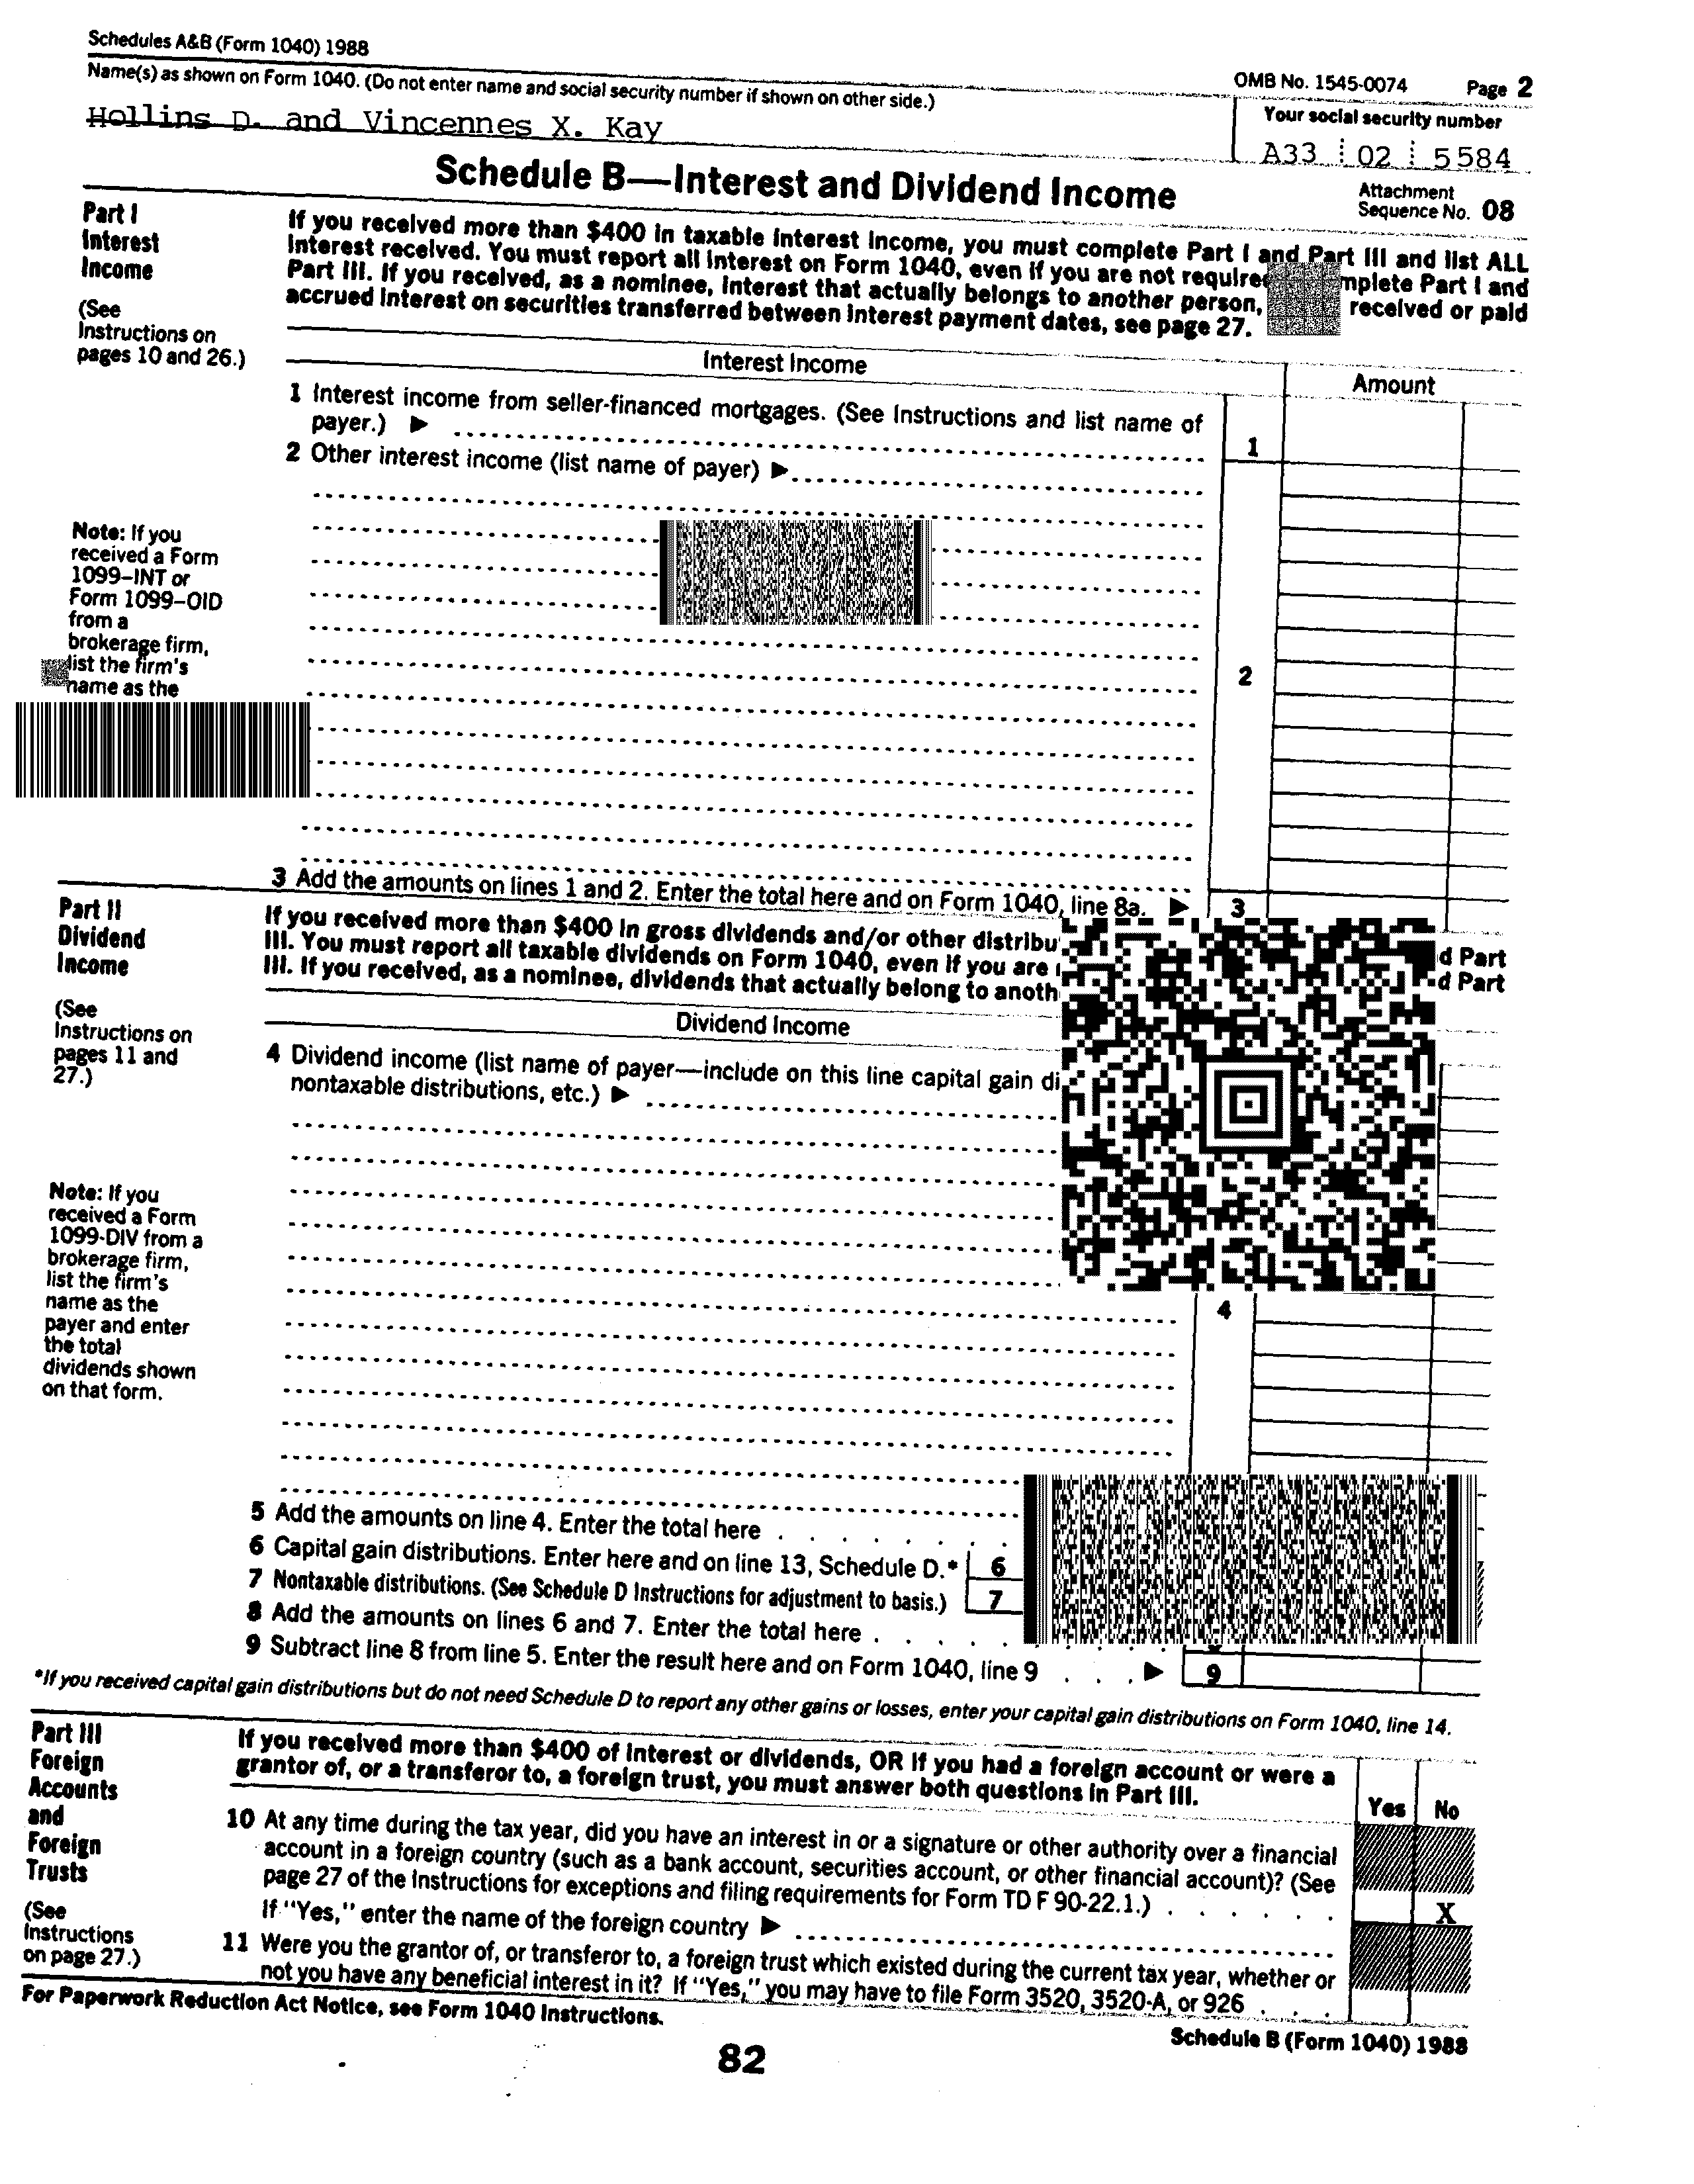 Schedules A&B (Form 1040) 1988
OMB No. 1545-0074 Page 2
Name(s) as shown on Form 1040. (Do not enter name and social security number if shown on other side.)
Your social security number
Hollins D. and Vincennes X. Kay
A33 02 5584
Schedule B—Interest and Dividend Income
Attachment
Sequence No. 08
Part I
Interest
Income
(See
Instructions on
pages 10 and 26.)
If you received more than $400 in taxable interest income, you must complete Part I and Part III and list ALL
interest received. You must report all interest on Form 1040, even if you are not required complete Part I and
Part III. If you received, as a nominee, interest that actually belongs to another person, received or paid
accrued interest on securities transferred between interest payment dates, see page 27.
Interest Income
Amount
1 Interest income from seller-financed mortgages. (See Instructions and list name of
payer.) ▶
1
2 Other interest income (list name of payer) ▶
Note: If you
received a Form
1099–INT or
Form 1099–OID
from a
brokerage firm,
list the firm's
name as the
2
3 Add the amounts on lines 1 and 2. Enter the total here and on Form 1040, line 8a. ▶ 3
Part II
Dividend
Income
(See
Instructions on
pages 11 and
27.)
If you received more than $400 in gross dividends and/or other d Part
III. You must report all taxable dividends on Form 1040, even if you are d Part
III. If you received, as a nominee, dividends that actually belong to
Dividend Income
4 Dividend income (list name of payer—include on this line capital gain
nontaxable distributions, etc.) ▶
Note: If you
received a Form
1099-DIV from a
brokerage firm,
list the firm's
name as the
payer and enter
the total
dividends shown
on that form.
4
5 Add the amounts on line 4. Enter the total here
6 Capital gain distributions. Enter here and on line 13, Schedule D.* 6
7 Nontaxable distributions. (See Schedule D Instructions for adjustment to basis.) 7
8 Add the amounts on lines 6 and 7. Enter the total here
9 Subtract line 8 from line 5. Enter the result here and on Form 1040, line 9 ▶ 9
*If you received capital gain distributions but do not need Schedule D to report any other gains or losses, enter your capital gain distributions on Form 1040, line 14.
Part III
Foreign
Accounts
and
Foreign
Trusts
(See
Instructions
on page 27.)
If you received more than $400 of interest or dividends, OR if you had a foreign account or were a
grantor of, or a transferor to, a foreign trust, you must answer both questions in Part III.
Yes No
10 At any time during the tax year, did you have an interest in or a signature or other authority over a financial
account in a foreign country (such as a bank account, securities account, or other financial account)? (See
page 27 of the Instructions for exceptions and filing requirements for Form TD F 90-22.1.)
X
If "Yes," enter the name of the foreign country ▶
11 Were you the grantor of, or transferor to, a foreign trust which existed during the current tax year, whether or
not you have any beneficial interest in it? If "Yes," you may have to file Form 3520, 3520-A, or 926
For Paperwork Reduction Act Notice, see Form 1040 Instructions.
Schedule B (Form 1040) 1988
82